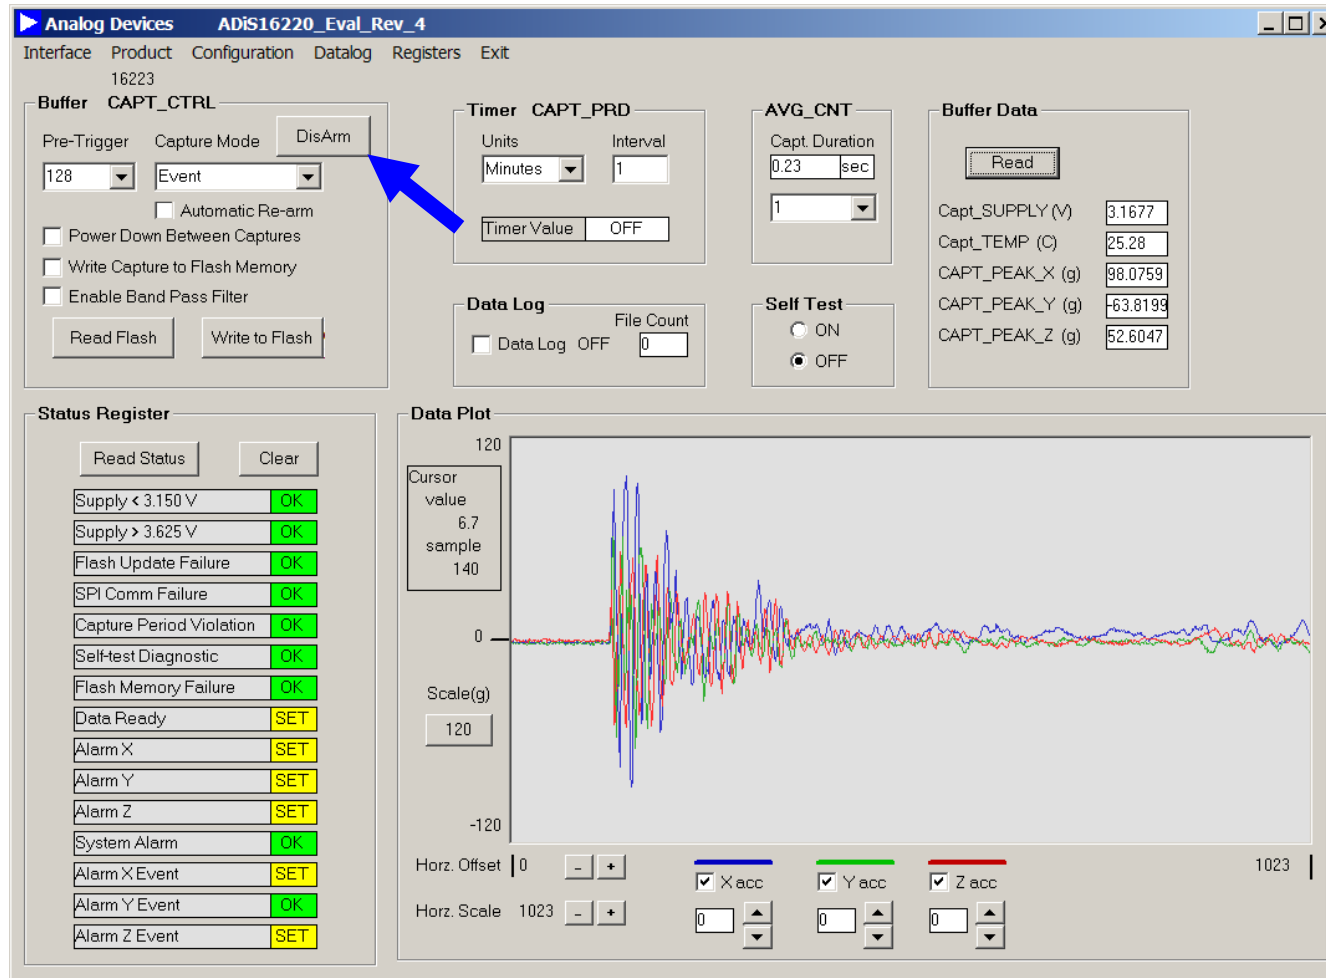 Analog Devices ADiS16220_Eval_Rev_4
Interface Product Configuration Datalog Registers Exit
16223
Buffer CAPT_CTRL
Pre-Trigger Capture Mode DisArm
128 Event
Automatic Re-arm
Power Down Between Captures
Write Capture to Flash Memory
Enable Band Pass Filter
Read Flash Write to Flash
Timer CAPT_PRD
Units Interval
Minutes 1
Timer Value OFF
AVG_CNT
Capt. Duration
0.23 sec
1
Buffer Data
Read
Capt_SUPPLY (V) 3.1677
Capt_TEMP (C) 25.28
CAPT_PEAK_X (g) 98.0759
CAPT_PEAK_Y (g) -63.8199
CAPT_PEAK_Z (g) 52.6047
Data Log
File Count
Data Log OFF 0
Self Test
ON
OFF
Status Register
Read Status Clear
Supply < 3.150 V OK
Supply > 3.625 V OK
Flash Update Failure OK
SPI Comm Failure OK
Capture Period Violation OK
Self-test Diagnostic OK
Flash Memory Failure OK
Data Ready SET
Alarm X SET
Alarm Y SET
Alarm Z SET
System Alarm OK
Alarm X Event SET
Alarm Y Event OK
Alarm Z Event SET
Data Plot
120
Cursor
value
6.7
sample
140
0
Scale(g)
120
-120
Horz. Offset 0 - + 1023
Horz. Scale 1023 - +
X acc Y acc Z acc
0 0 0